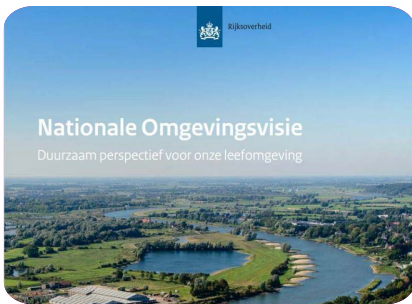 Rijksoverheid
Nationale Omgevingsvisie
Duurzaam perspectief voor onze leefomgeving